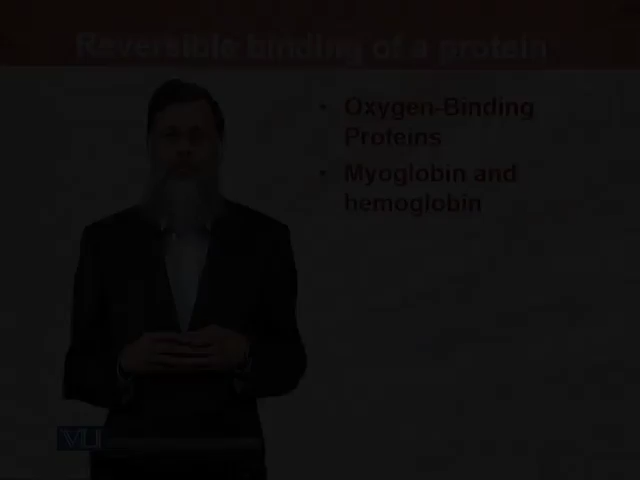 Reversible binding of a protein
• Oxygen-Binding
Proteins
• Myoglobin and
hemoglobin
VU